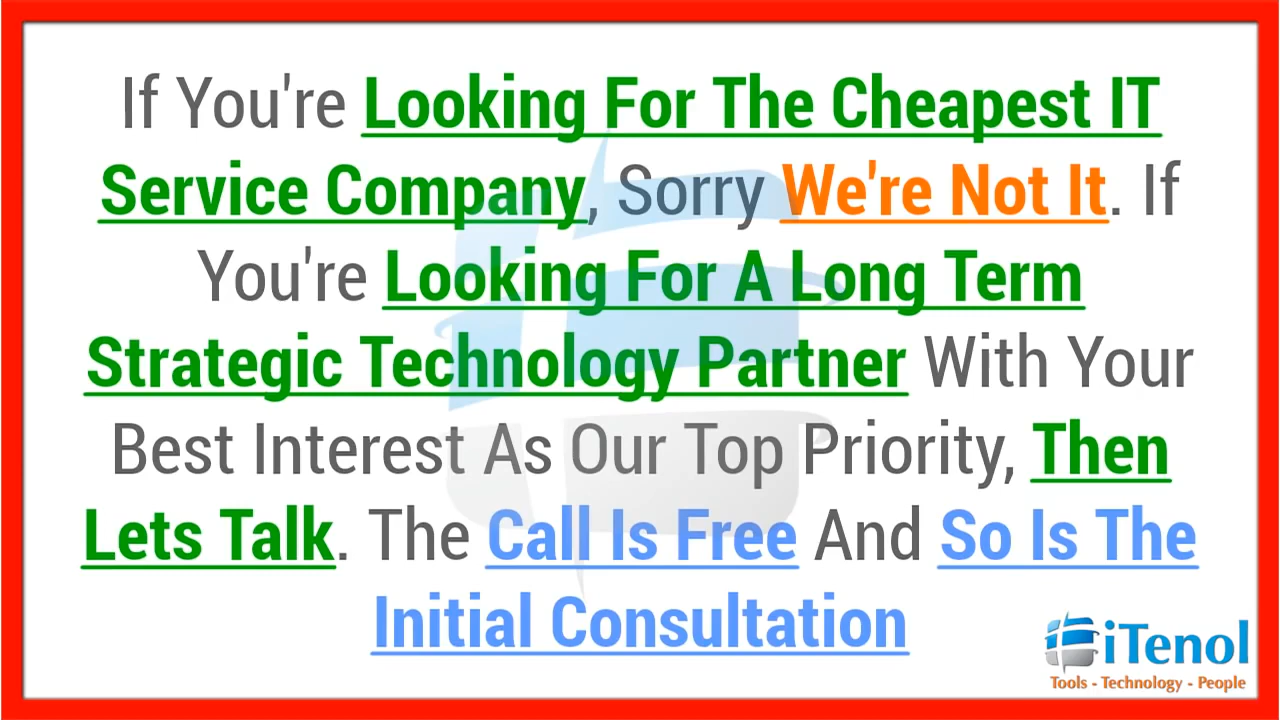 If You're Looking For The Cheapest IT
Service Company, Sorry We're Not It. If
You're Looking For A Long Term
Strategic Technology Partner With Your
Best Interest As Our Top Priority, Then
Lets Talk. The Call Is Free And So Is The
Initial Consultation
iTenol
Tools - Technology - People